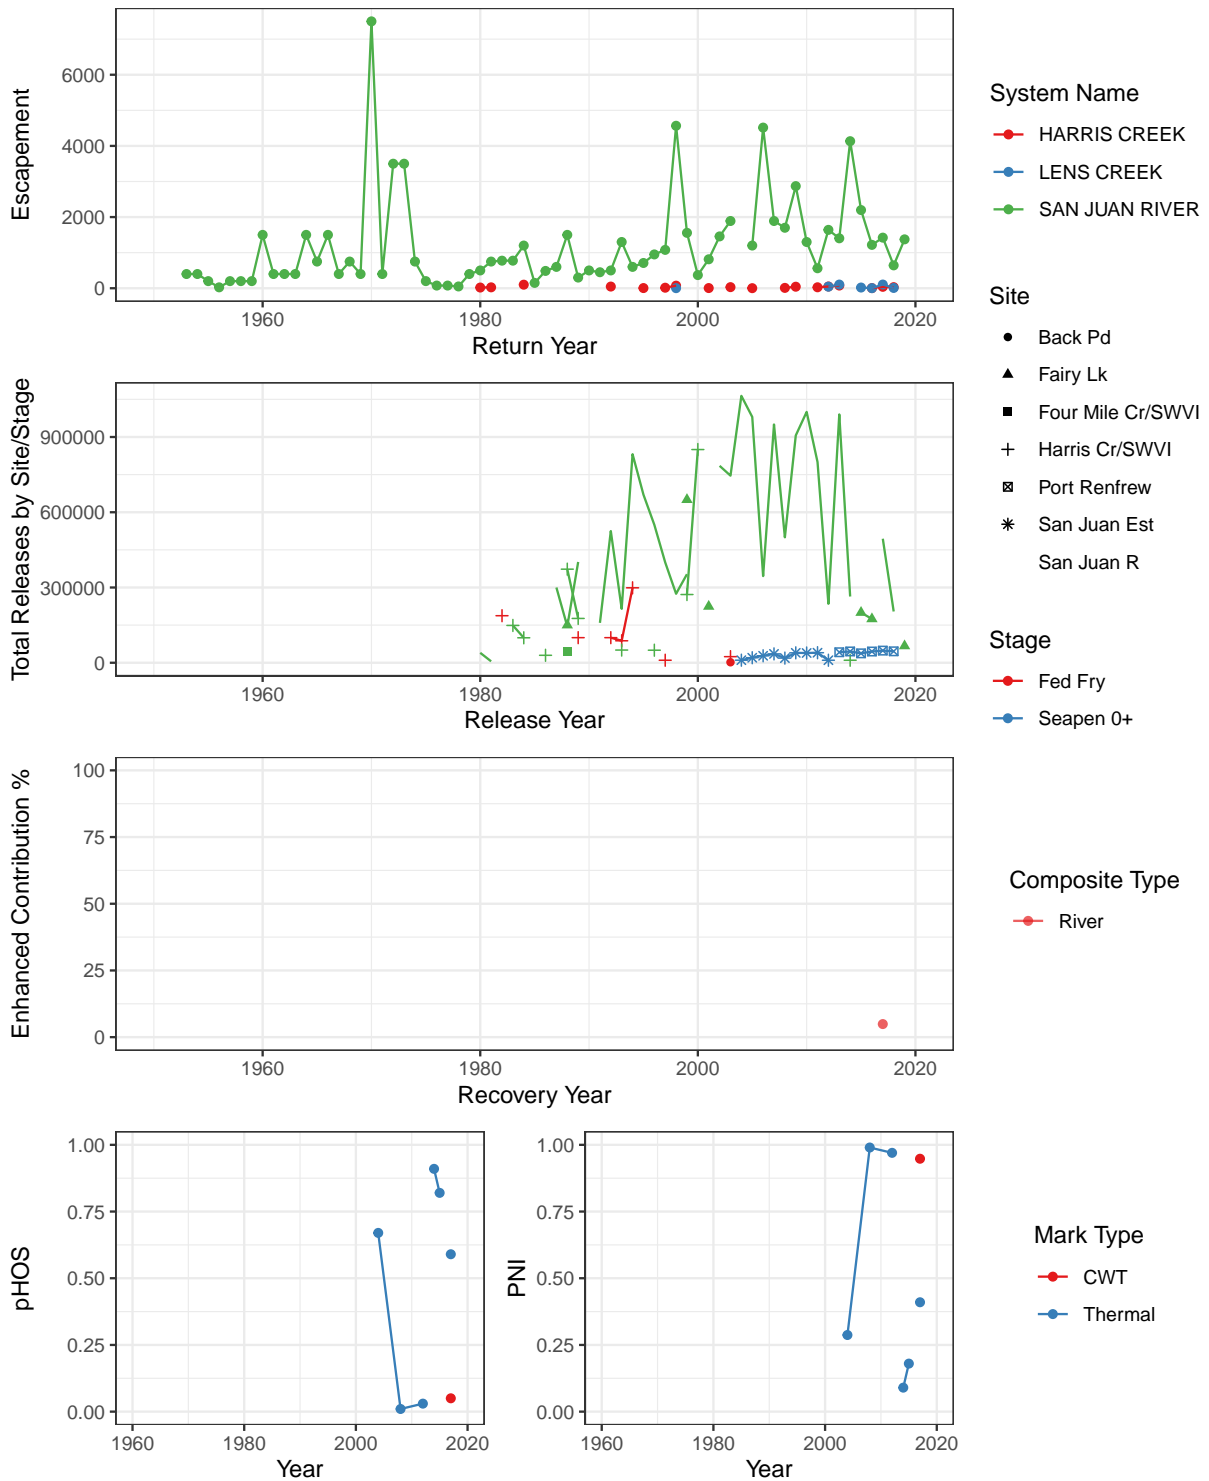 Escapement
6000
4000
2000
0
1960
1980
2000
2020
Return Year
System Name
HARRIS CREEK
LENS CREEK
SAN JUAN RIVER
Total Releases by Site/Stage
900000
600000
300000
0
1960
1980
2000
2020
Release Year
Site
Back Pd
Fairy Lk
Four Mile Cr/SWVI
Harris Cr/SWVI
Port Renfrew
San Juan Est
San Juan R
Stage
Fed Fry
Seapen 0+
Enhanced Contribution %
100
75
50
25
0
1960
1980
2000
2020
Recovery Year
Composite Type
River
pHOS
1.00
0.75
0.50
0.25
0.00
1960
1980
2000
2020
Year
PNI
1.00
0.75
0.50
0.25
0.00
1960
1980
2000
2020
Year
Mark Type
CWT
Thermal